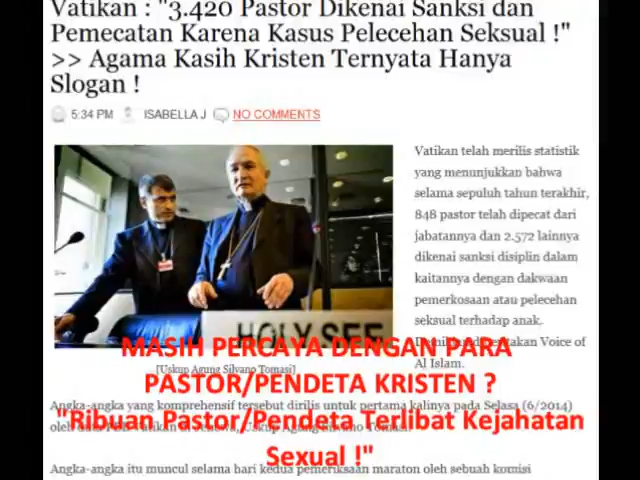 Vatikan : "3.420 Pastor Dikenai Sanksi dan
Pemecatan Karena Kasus Pelecehan Seksual !"
>> Agama Kasih Kristen Ternyata Hanya
Slogan !
5:34 PM ISABELLA J NO COMMENTS
Vatikan telah merilis statistik
yang menunjukkan bahwa
selama sepuluh tahun terakhir,
848 pastor telah dipecat dari
jabatannya dan 2.572 lainnya
dikenai sanksi disiplin dalam
kaitannya dengan dakwaan
pemerkosaan atau pelecehan
seksual terhadap anak.
Voice of
Al Islam.
HOLY SEE
[Uskup Agung Silvano Tomasi]
MASIH PERCAYA DENGAN PARA
PASTOR/PENDETA KRISTEN ?
"Ribuan Pastor/Pendeta Terlibat Kejahatan
Sexual !"
Angka-angka yang komprehensif tersebut dirilis untuk pertama kalinya pada Selasa (6/2014)
Angka-angka itu muncul selama hari kedua pemeriksaan maraton oleh sebuah komisi